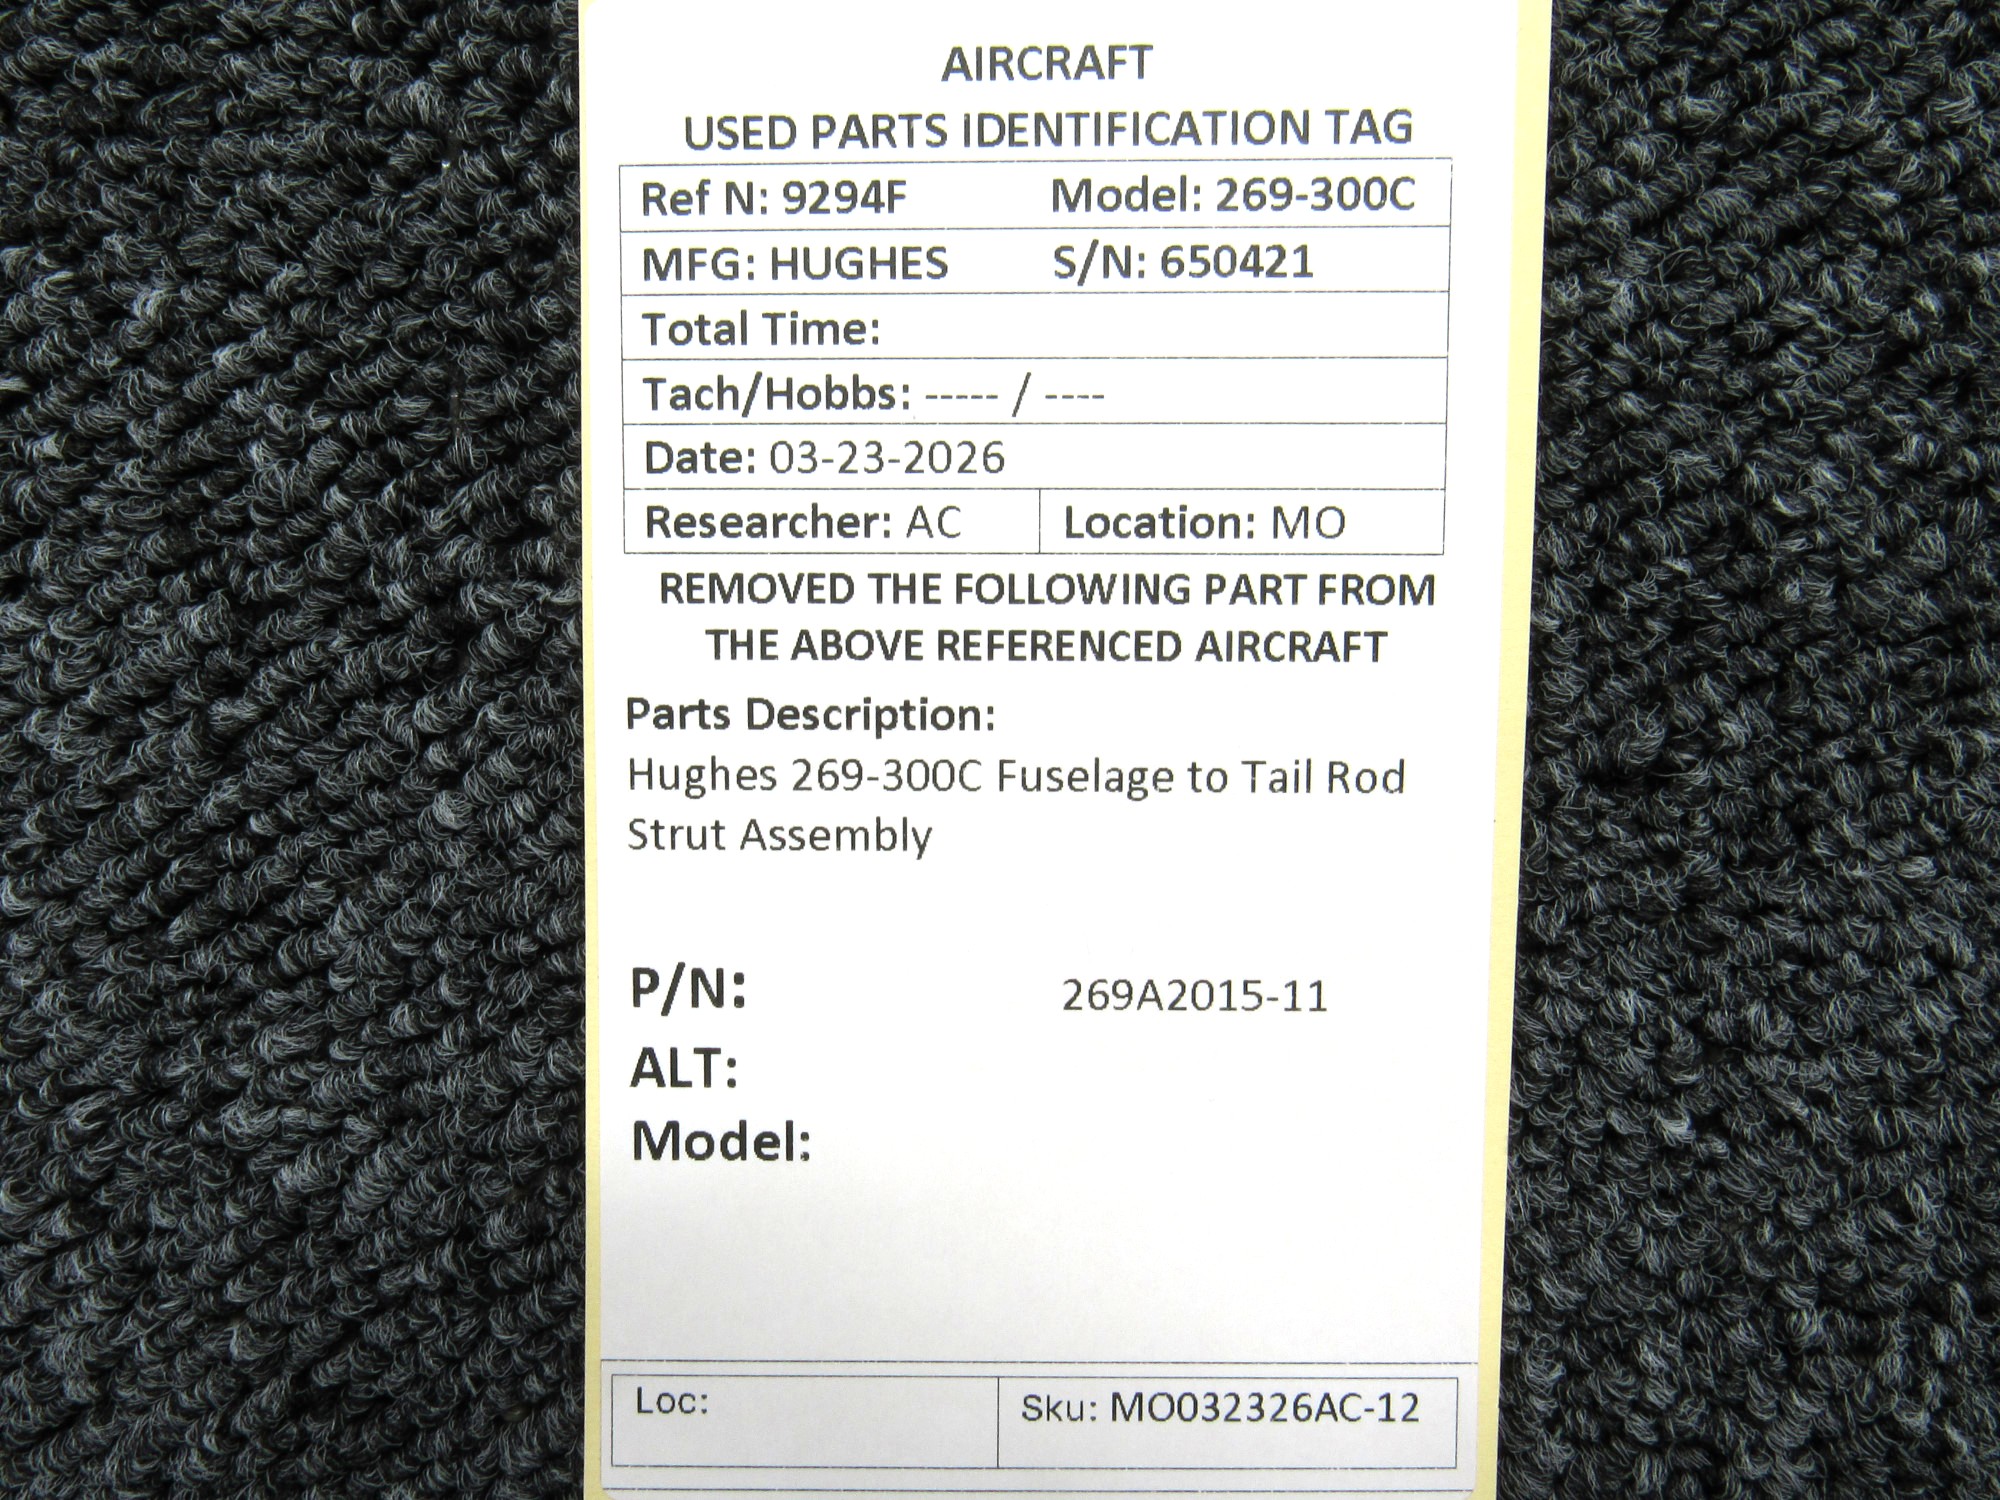 AIRCRAFT
USED PARTS IDENTIFICATION TAG
Ref N: 9294F Model: 269-300C
MFG: HUGHES S/N: 650421
Total Time:
Tach/Hobbs: ----- / ----
Date: 03-23-2026
Researcher: AC Location: MO
REMOVED THE FOLLOWING PART FROM
THE ABOVE REFERENCED AIRCRAFT
Parts Description:
Hughes 269-300C Fuselage to Tail Rod
Strut Assembly
P/N: 269A2015-11
ALT:
Model:
Loc: Sku: MO032326AC-12